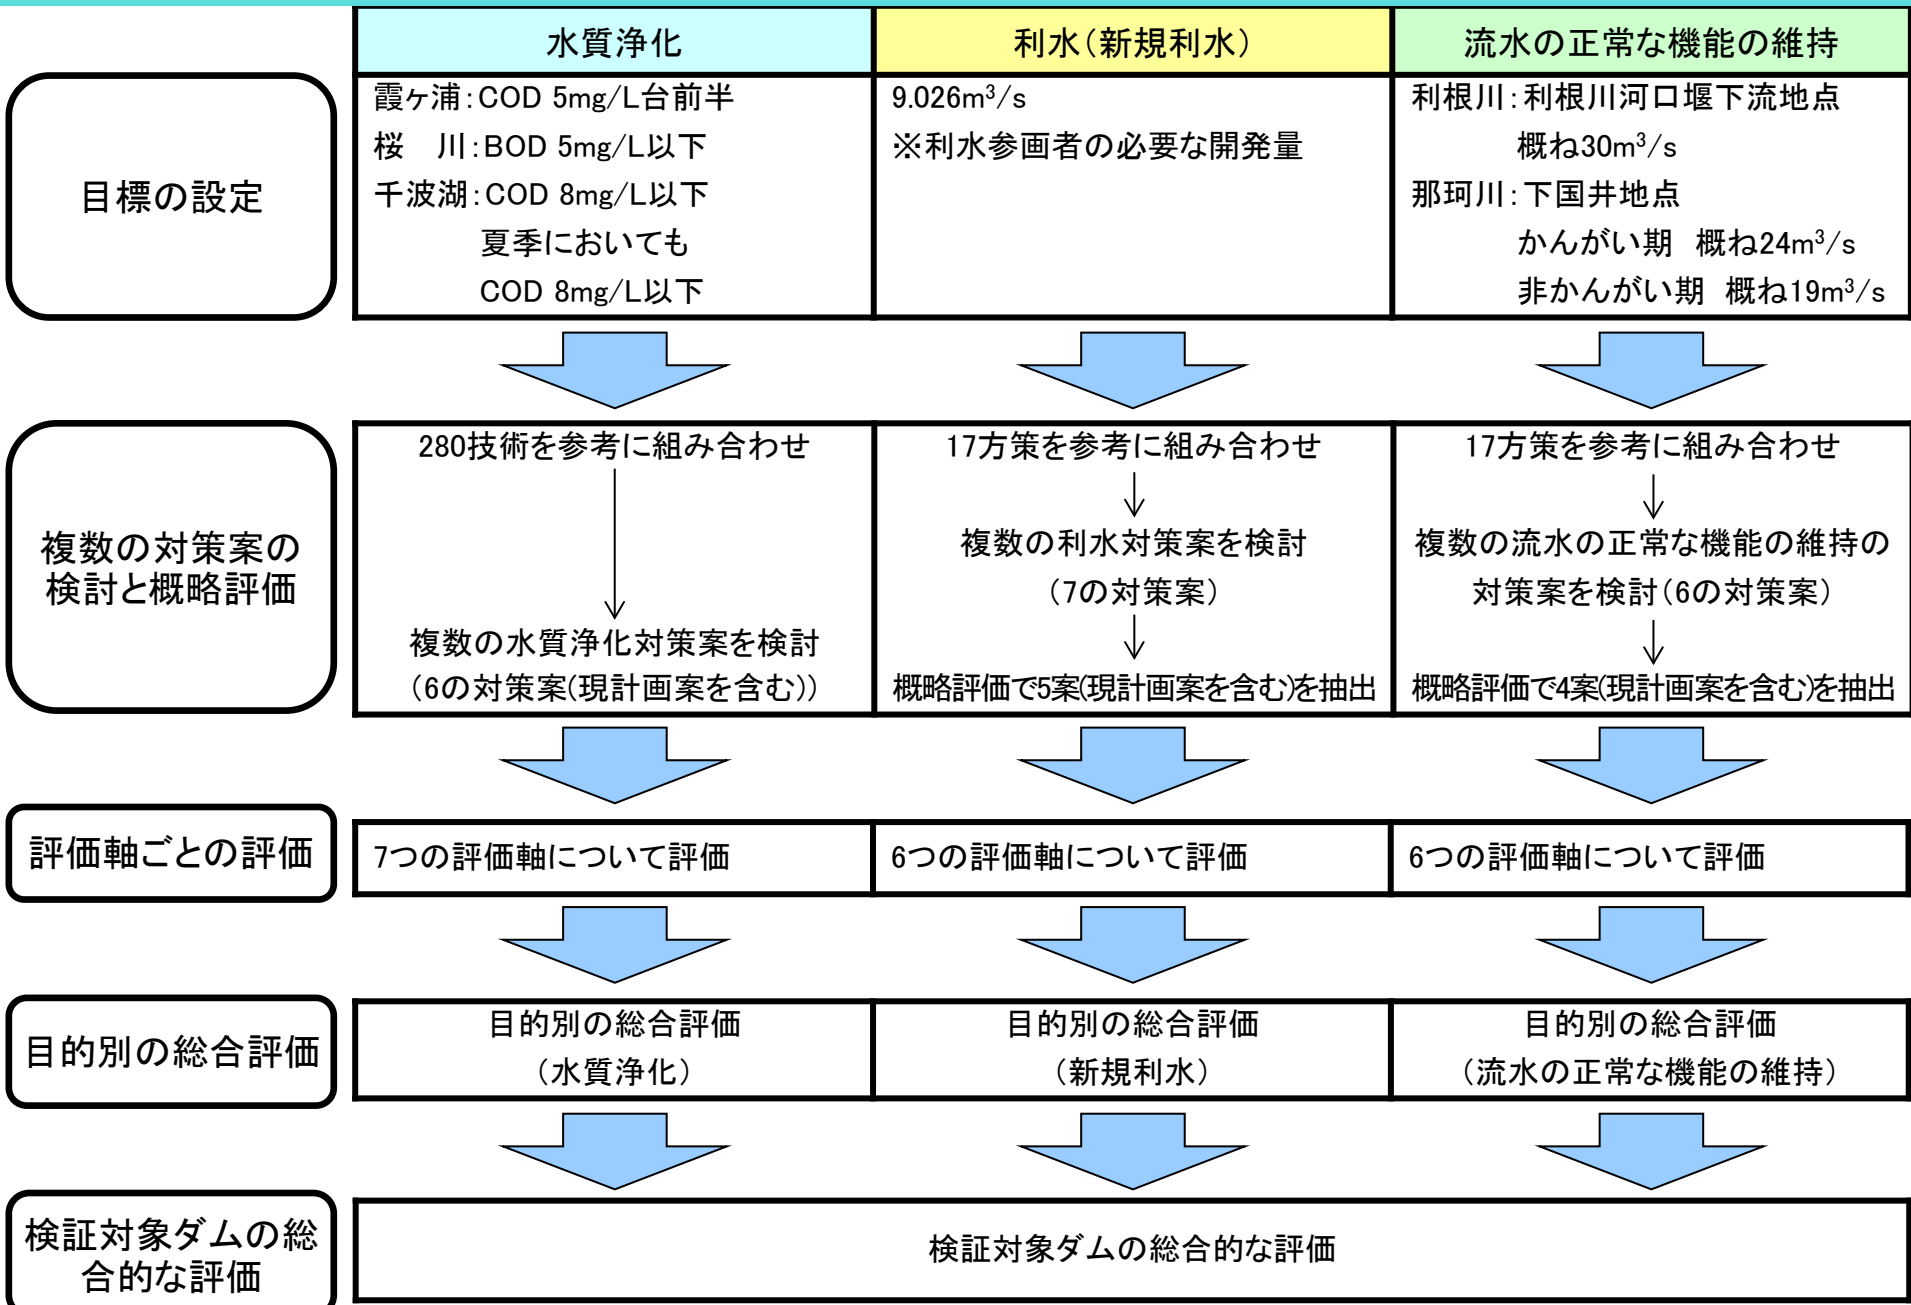 水質浄化
利水（新規利水）
流水の正常な機能の維持
目標の設定
霞ヶ浦：COD 5mg/L台前半
桜　川：BOD 5mg/L以下
千波湖：COD 8mg/L以下
夏季においても
COD 8mg/L以下
9.026m³/s
※利水参画者の必要な開発量
利根川：利根川河口堰下流地点
概ね30m³/s
那珂川：下国井地点
かんがい期　概ね24m³/s
非かんがい期　概ね19m³/s
複数の対策案の
検討と概略評価
280技術を参考に組み合わせ
複数の水質浄化対策案を検討
（6の対策案（現計画案を含む））
17方策を参考に組み合わせ
複数の利水対策案を検討
（7の対策案）
概略評価で5案（現計画案を含む）を抽出
17方策を参考に組み合わせ
複数の流水の正常な機能の維持の
対策案を検討（6の対策案）
概略評価で4案（現計画案を含む）を抽出
評価軸ごとの評価
7つの評価軸について評価
6つの評価軸について評価
6つの評価軸について評価
目的別の総合評価
目的別の総合評価
（水質浄化）
目的別の総合評価
（新規利水）
目的別の総合評価
（流水の正常な機能の維持）
検証対象ダムの総
合的な評価
検証対象ダムの総合的な評価